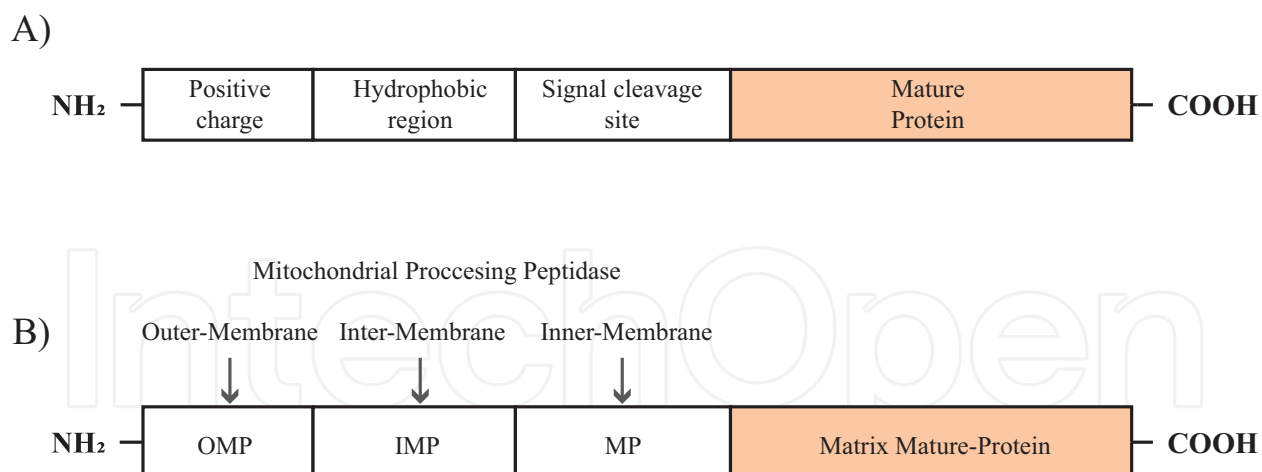 A)
NH₂
Positive
charge
Hydrophobic
region
Signal cleavage
site
Mature
Protein
COOH
Mitochondrial Proccesing Peptidase
B)
Outer-Membrane
Inter-Membrane
Inner-Membrane
NH₂
OMP
IMP
MP
Matrix Mature-Protein
COOH
IntechOpen